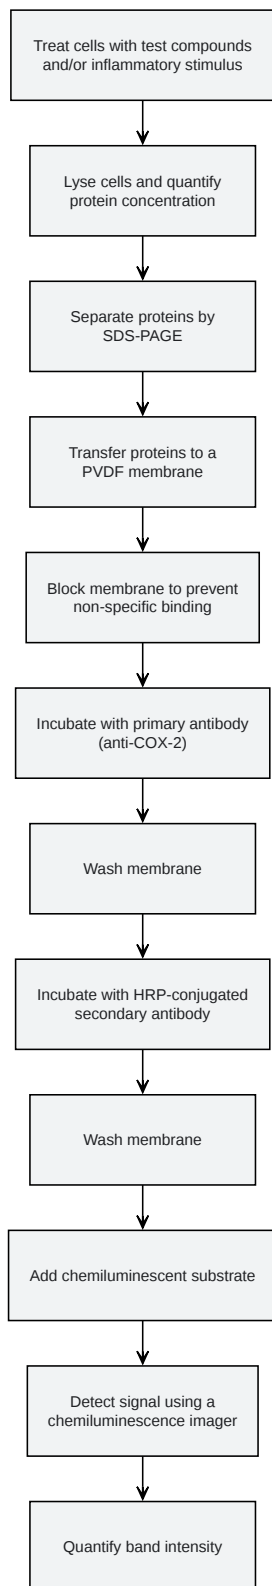 Treat cells with test compounds
and/or inflammatory stimulus
Lyse cells and quantify
protein concentration
Separate proteins by
SDS-PAGE
Transfer proteins to a
PVDF membrane
Block membrane to prevent
non-specific binding
Incubate with primary antibody
(anti-COX-2)
Wash membrane
Incubate with HRP-conjugated
secondary antibody
Wash membrane
Add chemiluminescent substrate
Detect signal using a
chemiluminescence imager
Quantify band intensity